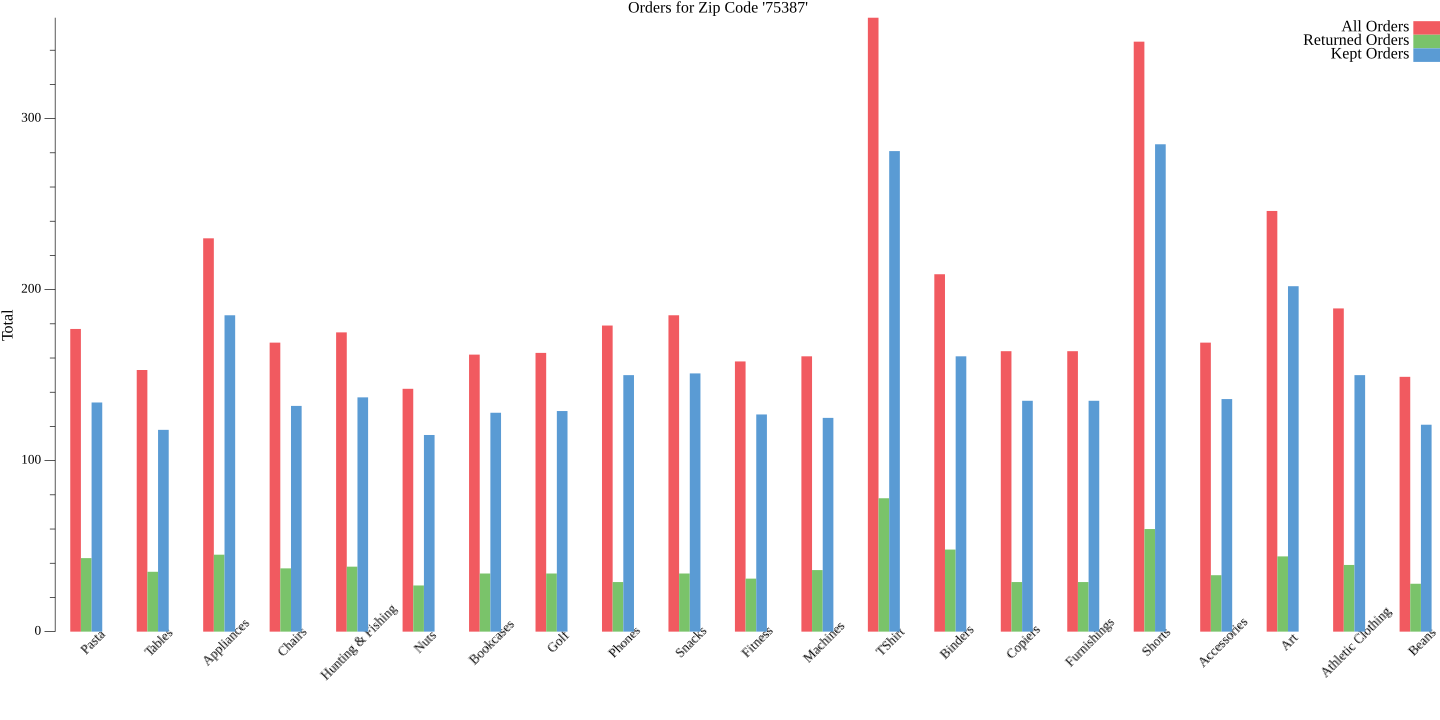 Orders for Zip Code '75387'
All Orders
Returned Orders
Kept Orders
Total
300
200
100
0
Pasta
Tables
Appliances
Chairs
Hunting & Fishing
Nuts
Bookcases
Golf
Phones
Snacks
Fitness
Machines
TShirt
Binders
Copiers
Furnishings
Shorts
Accessories
Art
Athletic Clothing
Beans